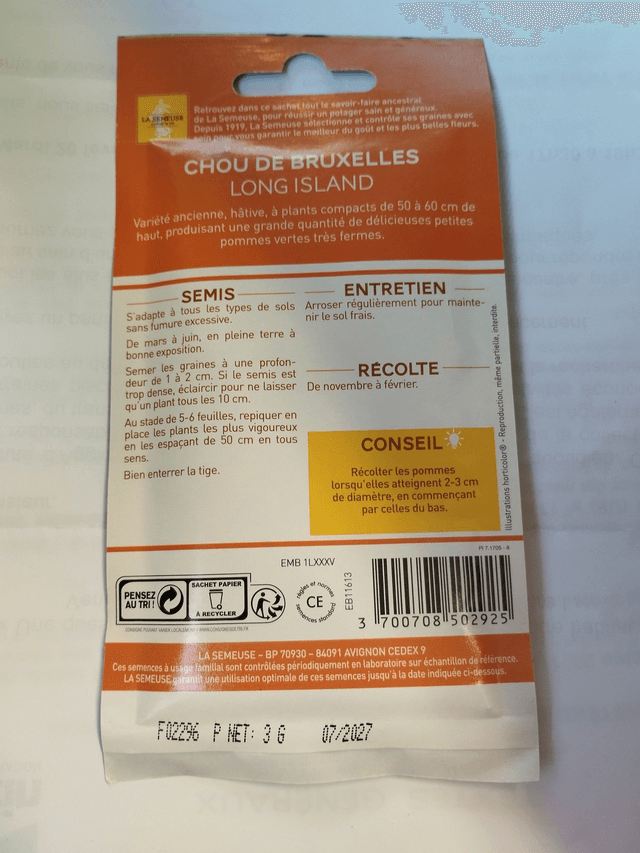 LA SEMEUSE
Retrouvez dans ce sachet tout le savoir-faire ancestral
de La Semeuse, pour réussir un potager sain et généreux.
Depuis 1919, La Semeuse sélectionne et contrôle ses graines avec
soin pour vous garantir le meilleur du goût et les plus belles fleurs.
CHOU DE BRUXELLES
LONG ISLAND
Variété ancienne, hâtive, à plants compacts de 50 à 60 cm de
haut, produisant une grande quantité de délicieuses petites
pommes vertes très fermes.
SEMIS
S'adapte à tous les types de sols
sans fumure excessive.
De mars à juin, en pleine terre à
bonne exposition.
Semer les graines à une profon-
deur de 1 à 2 cm. Si le semis est
trop dense, éclaircir pour ne laisser
qu'un plant tous les 10 cm.
Au stade de 5-6 feuilles, repiquer en
place les plants les plus vigoureux
en les espaçant de 50 cm en tous
sens.
Bien enterrer la tige.
ENTRETIEN
Arroser régulièrement pour mainte-
nir le sol frais.
RÉCOLTE
De novembre à février.
CONSEIL
Récolter les pommes
lorsqu'elles atteignent 2-3 cm
de diamètre, en commençant
par celles du bas.
Illustrations horticolor® - Reproduction, même partielle, interdite.
PI 7.1705 - 8
EMB 1LXXXV
PENSEZ
AU TRI !
SACHET PAPIER
À RECYCLER
CONSIGNE POUVANT VARIER LOCALEMENT > WWW.CONSIGNESDETRI.FR
règles et normes
CE
semences standard
EB11613
3 700708 502925
LA SEMEUSE – BP 70930 – 84091 AVIGNON CEDEX 9
Ces semences à usage familial sont contrôlées périodiquement en laboratoire sur échantillon de référence.
LA SEMEUSE garantit une utilisation optimale de ces semences jusqu'à la date indiquée ci-dessous.
F02296 P NET: 3 G 07/2027